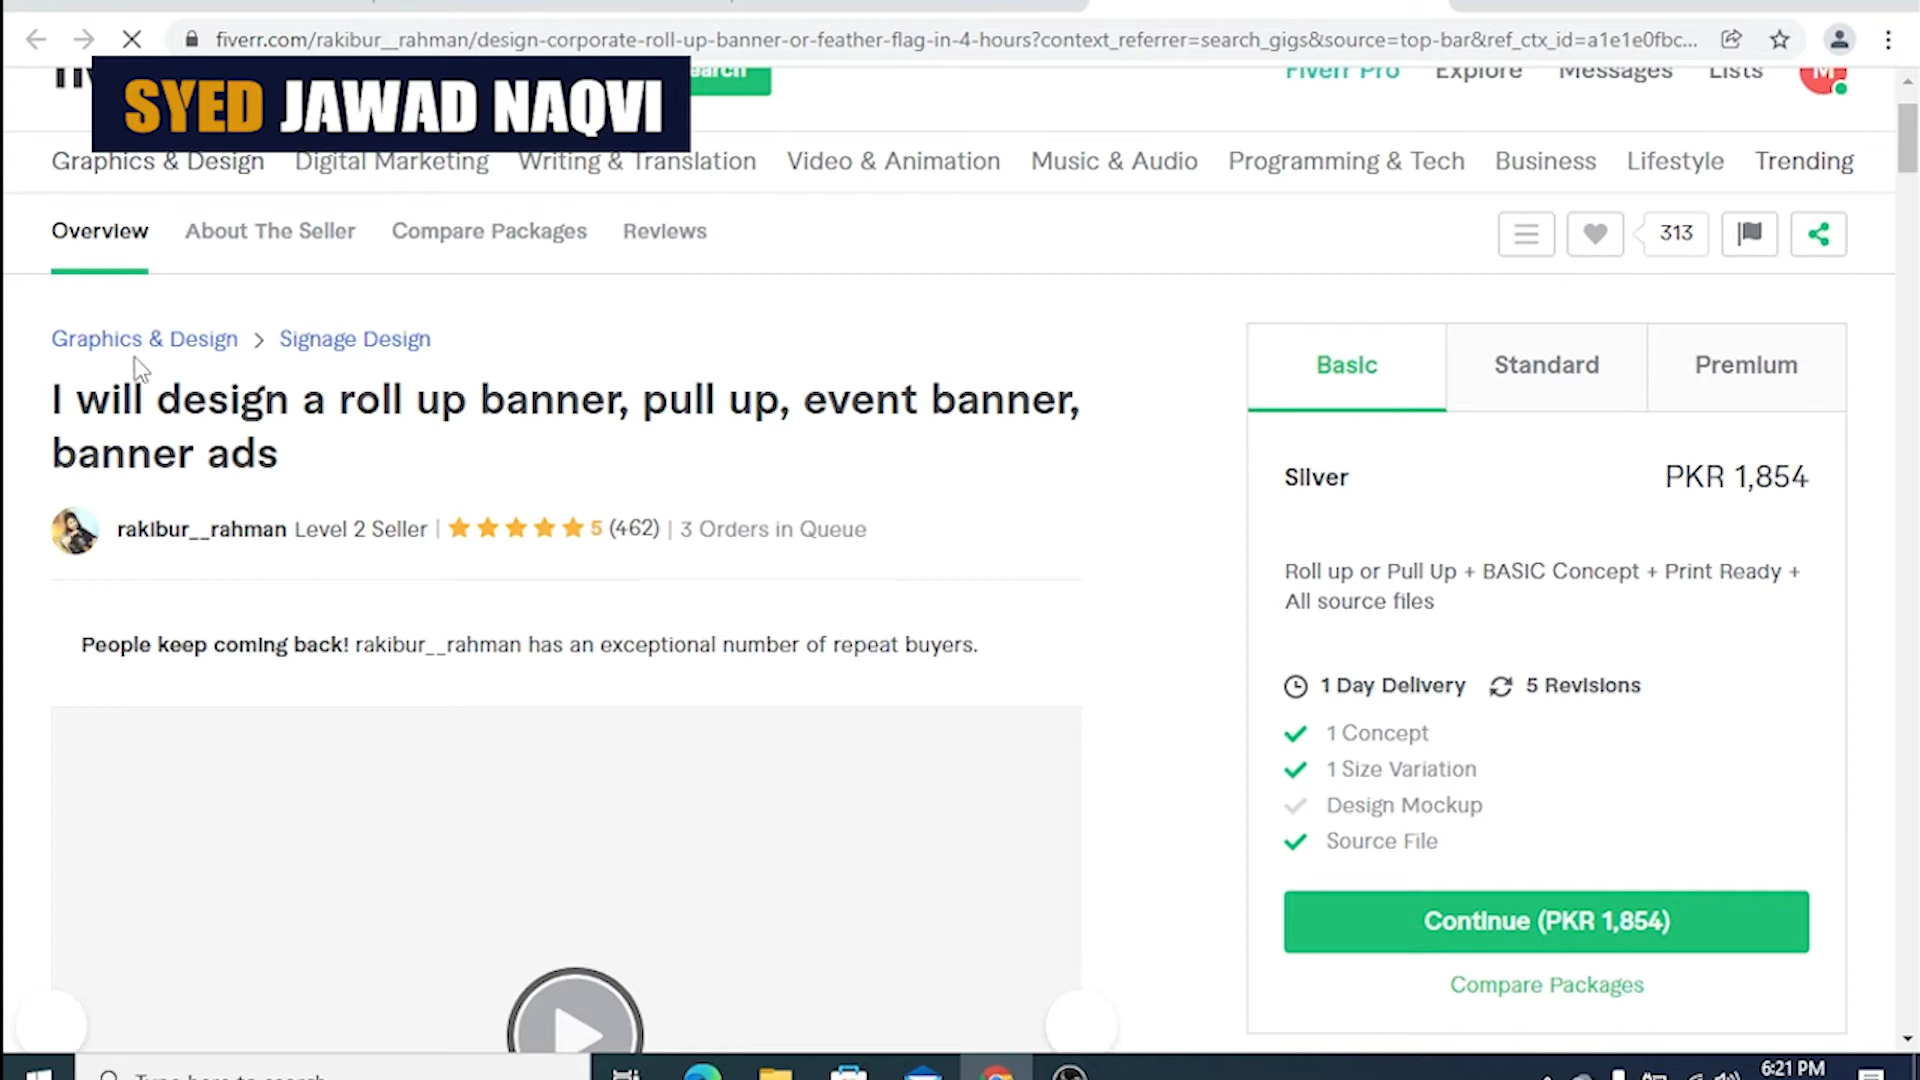 fiverr.com/rakibur__rahman/design-corporate-roll-up-banner-or-feather-flag-in-4-hours?context_referrer=search_gigs&source=top-bar&ref_ctx_id=a1e1e0fbc...
SYED JAWAD NAQVI
Fiverr Pro Explore Messages Lists M
Graphics & Design Digital Marketing Writing & Translation Video & Animation Music & Audio Programming & Tech Business Lifestyle Trending
Overview About The Seller Compare Packages Reviews 313
Graphics & Design > Signage Design
I will design a roll up banner, pull up, event banner,
banner ads
rakibur__rahman Level 2 Seller | 5 (462) | 3 Orders in Queue
People keep coming back! rakibur__rahman has an exceptional number of repeat buyers.
Basic Standard Premium
Silver PKR 1,854
Roll up or Pull Up + BASIC Concept + Print Ready +
All source files
1 Day Delivery 5 Revisions
1 Concept
1 Size Variation
Design Mockup
Source File
Continue (PKR 1,854)
Compare Packages
Type here to search
6:21 PM